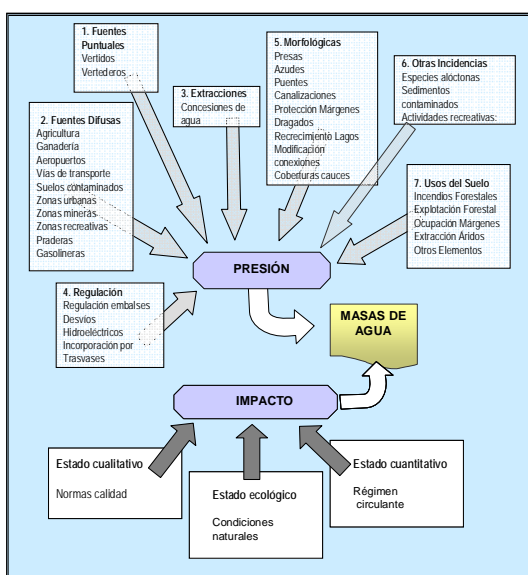 1. Fuentes
Puntuales
Vertidos
Vertederos
2. Fuentes Difusas
Agricultura
Ganadería
Aeropuertos
Vías de transporte
Suelos contaminados
Zonas urbanas
Zonas mineras
Zonas recreativas
Praderas
Gasolineras
3. Extracciones
Concesiones de
agua
4. Regulación
Regulación embalses
Desvíos
Hidroeléctricos
Incorporación por
Trasvases
5. Morfológicas
Presas
Azudes
Puentes
Canalizaciones
Protección Márgenes
Dragados
Recrecimiento Lagos
Modificación
conexiones
Coberturas cauces
6. Otras Incidencias
Especies alóctonas
Sedimentos
contaminados
Actividades recreativas:
7. Usos del Suelo
Incendios Forestales
Explotación Forestal
Ocupación Márgenes
Extracción Áridos
Otros Elementos
PRESIÓN
MASAS DE
AGUA
IMPACTO
Estado cualitativo
Normas calidad
Estado ecológico
Condiciones
naturales
Estado cuantitativo
Régimen
circulante